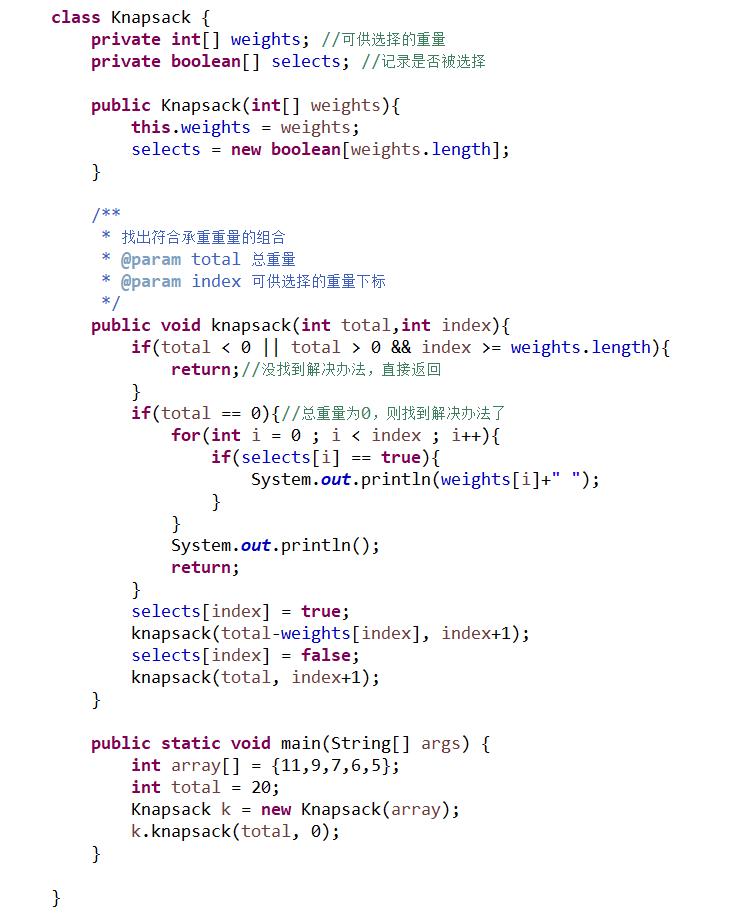 class Knapsack {
private int[] weights; //可供选择的重量
private boolean[] selects; //记录是否被选择
public Knapsack(int[] weights){
this.weights = weights;
selects = new boolean[weights.length];
}
/**
* 找出符合承重重量的组合
* @param total 总重量
* @param index 可供选择的重量下标
*/
public void knapsack(int total,int index){
if(total < 0 || total > 0 && index >= weights.length){
return;//没找到解决办法，直接返回
}
if(total == 0){//总重量为0，则找到解决办法了
for(int i = 0 ; i < index ; i++){
if(selects[i] == true){
System.out.println(weights[i]+" ");
}
}
System.out.println();
return;
}
selects[index] = true;
knapsack(total-weights[index], index+1);
selects[index] = false;
knapsack(total, index+1);
}
public static void main(String[] args) {
int array[] = {11,9,7,6,5};
int total = 20;
Knapsack k = new Knapsack(array);
k.knapsack(total, 0);
}
}